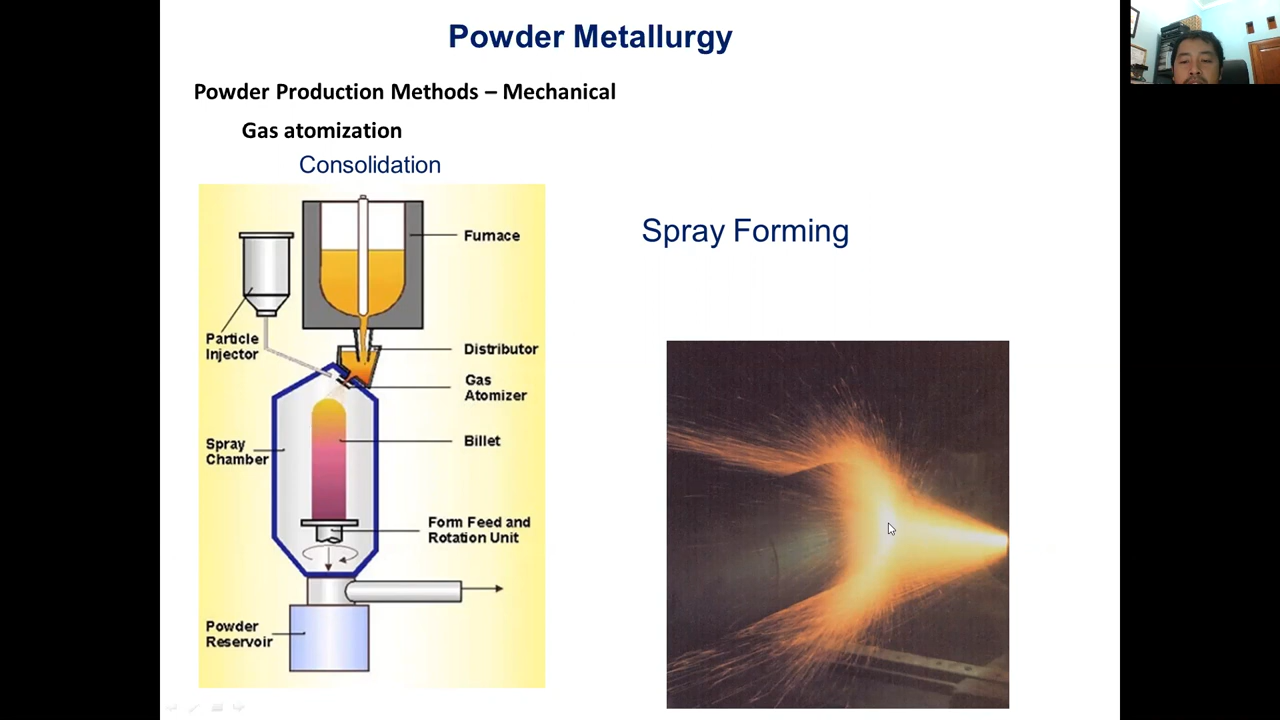 Powder Metallurgy
Powder Production Methods – Mechanical
Gas atomization
Consolidation
Spray Forming
Furnace
Particle
Injector
Distributor
Gas
Atomizer
Billet
Spray
Chamber
Form Feed and
Rotation Unit
Powder
Reservoir